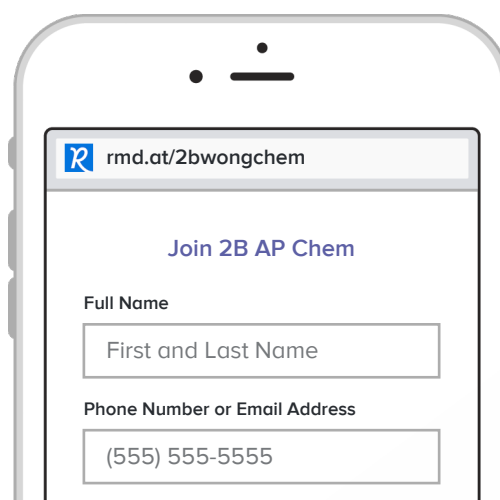 rmd.at/2bwongchem
Join 2B AP Chem
Full Name
First and Last Name
Phone Number or Email Address
(555) 555-5555